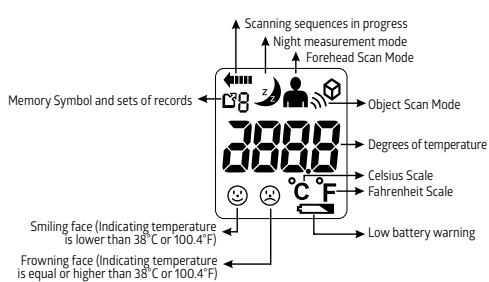 Scanning sequences in progress
Night measurement mode
Forehead Scan Mode
Memory Symbol and sets of records
8
z
z
Object Scan Mode
Degrees of temperature
888.8
Celsius Scale
°C °F
Fahrenheit Scale
Smiling face (Indicating temperature
is lower than 38°C or 100.4°F)
Low battery warning
Frowning face (Indicating temperature
is equal or higher than 38°C or 100.4°F)